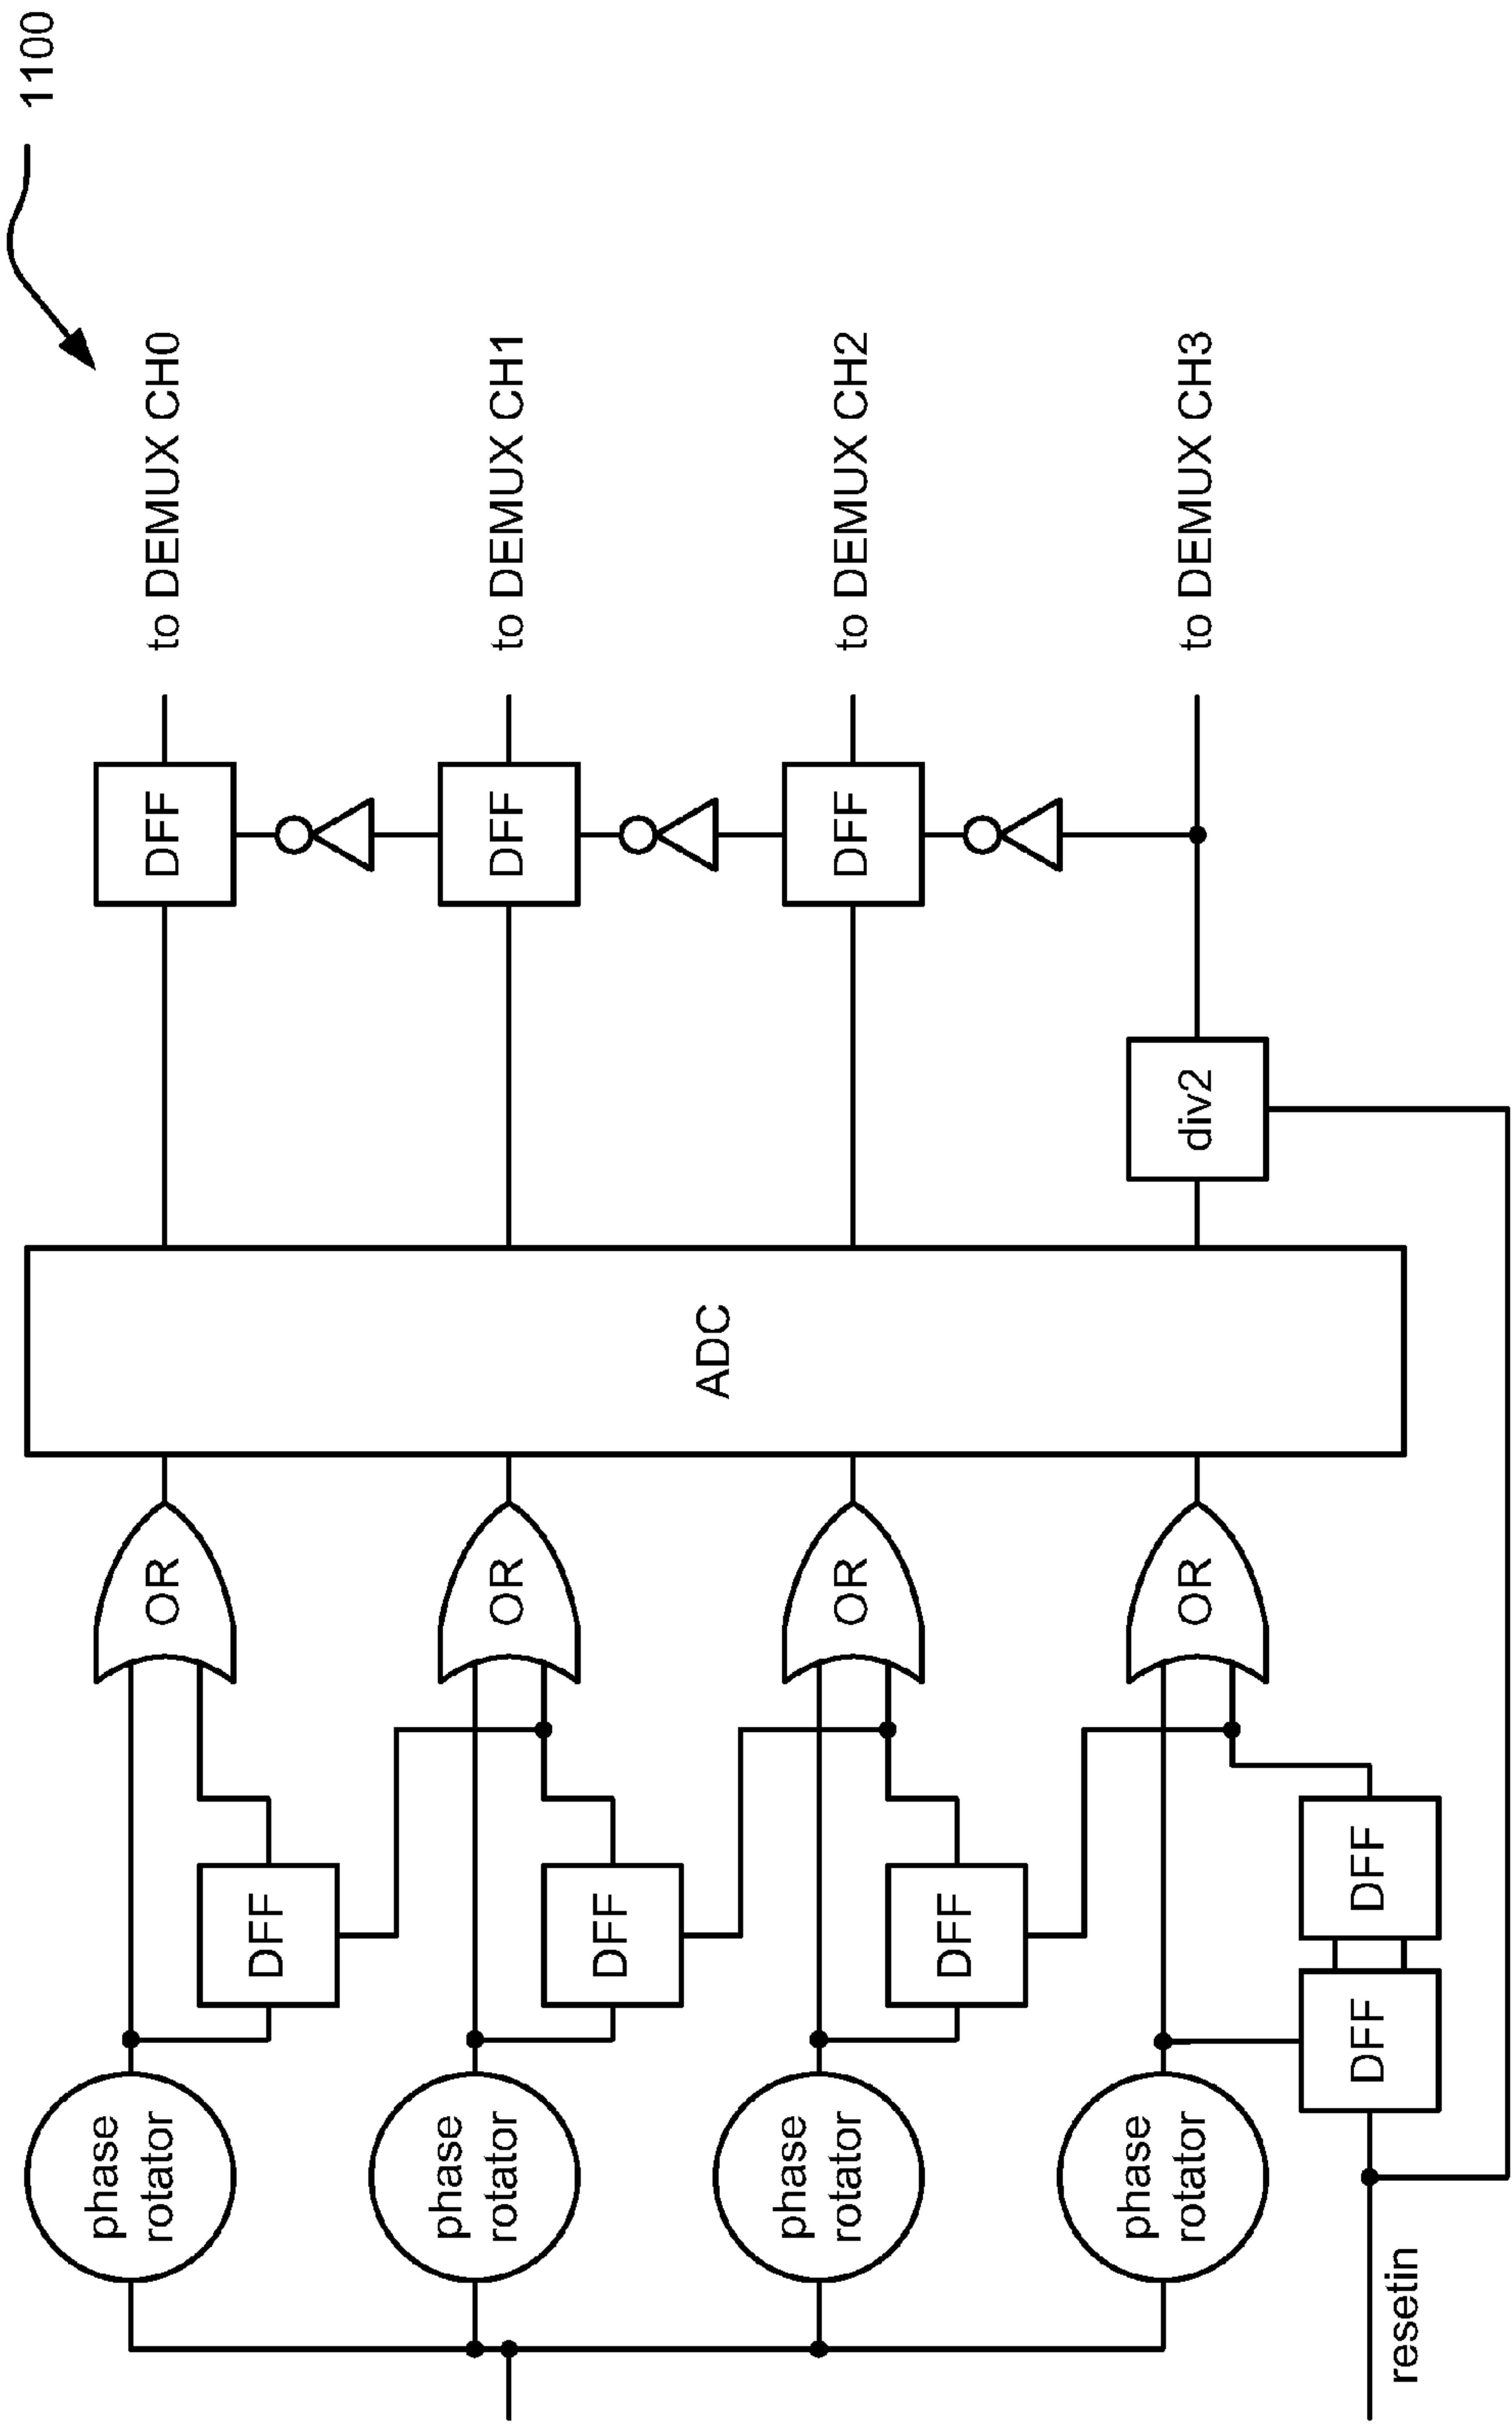 1100
phase
rotator
DFF
OR
DFF
to DEMUX CH0
phase
rotator
DFF
OR
DFF
to DEMUX CH1
ADC
phase
rotator
DFF
OR
DFF
to DEMUX CH2
phase
rotator
OR
div2
to DEMUX CH3
DFF
DFF
resetin